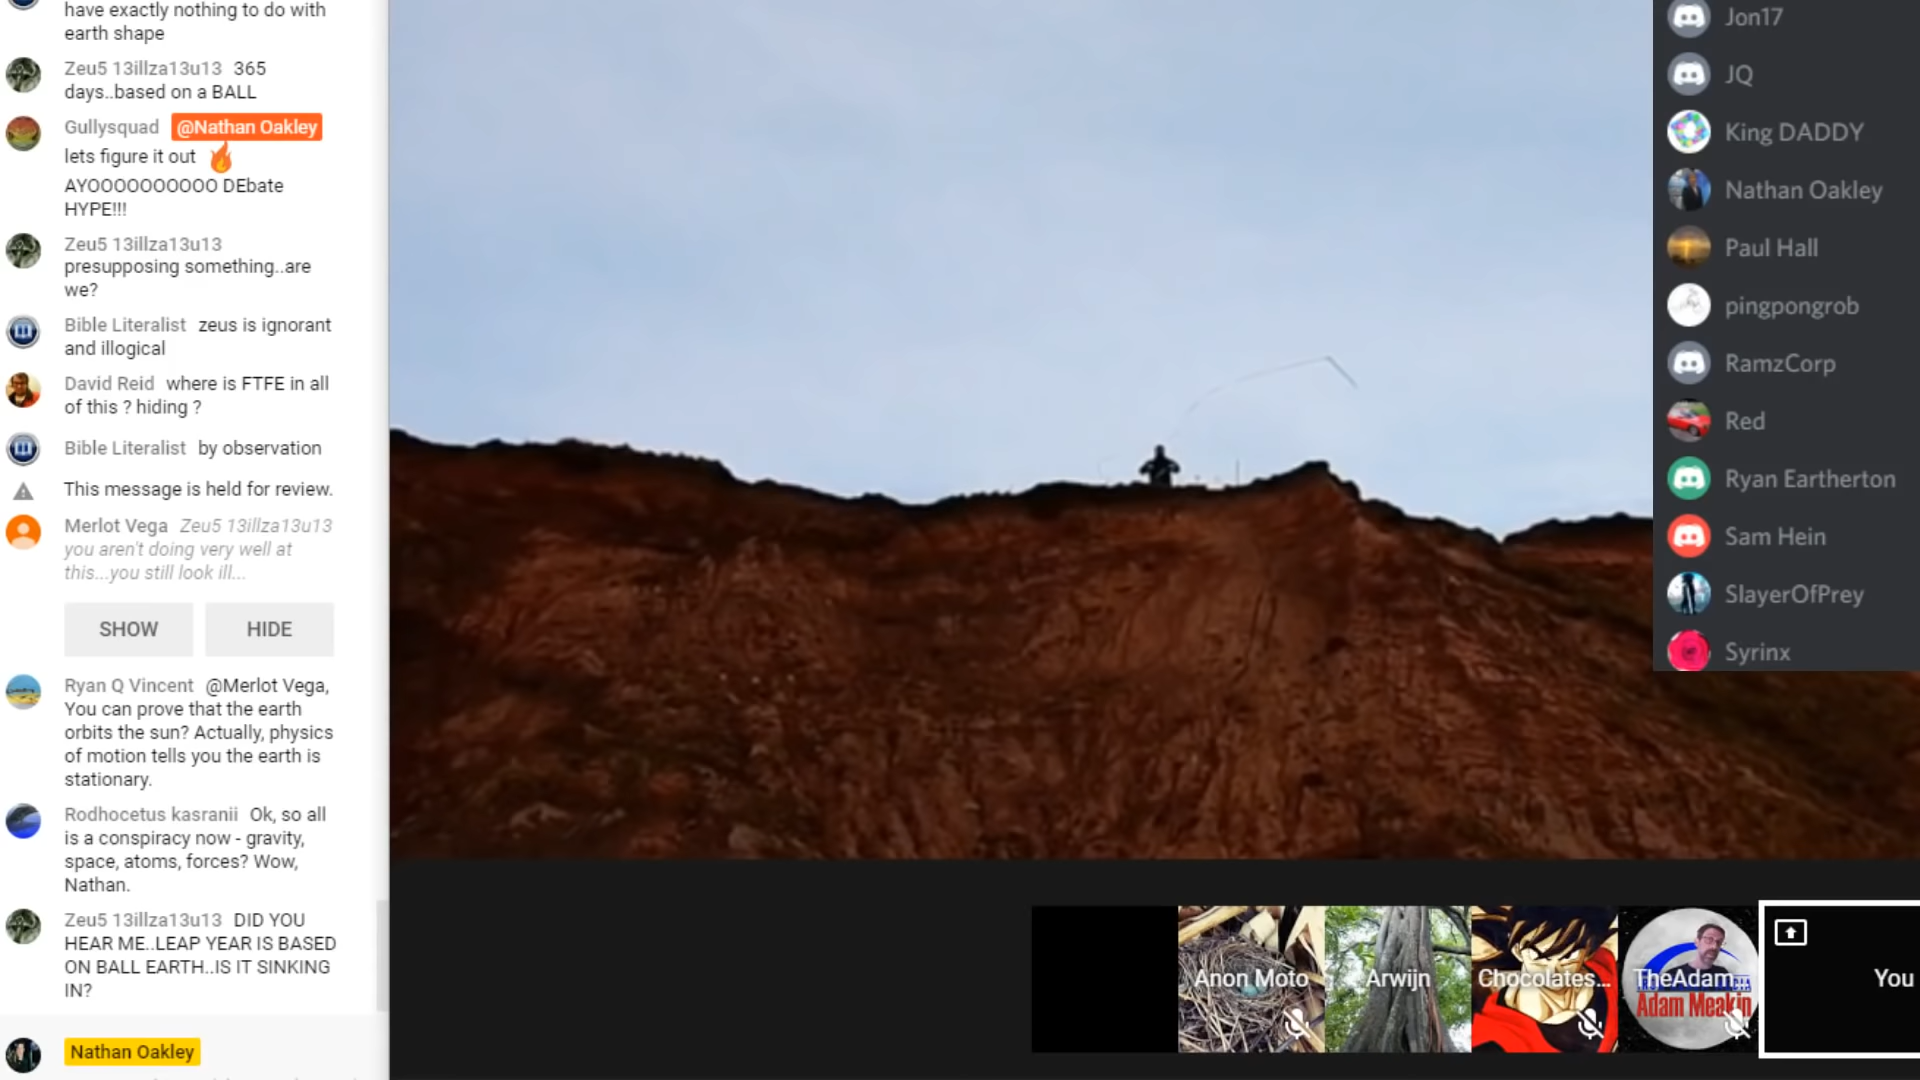 have exactly nothing to do with
earth shape
Zeu5 13illza13u13 365
days..based on a BALL
Gullysquad @Nathan Oakley
lets figure it out
AYOOOOOOOOOO DEbate
HYPE!!!
Zeu5 13illza13u13
presupposing something..are
we?
Bible Literalist zeus is ignorant
and illogical
David Reid where is FTFE in all
of this ? hiding ?
Bible Literalist by observation
This message is held for review.
Merlot Vega Zeu5 13illza13u13
you aren't doing very well at
this...you still look ill...
SHOW HIDE
Ryan Q Vincent @Merlot Vega,
You can prove that the earth
orbits the sun? Actually, physics
of motion tells you the earth is
stationary.
Rodhocetus kasranii Ok, so all
is a conspiracy now - gravity,
space, atoms, forces? Wow,
Nathan.
Zeu5 13illza13u13 DID YOU
HEAR ME..LEAP YEAR IS BASED
ON BALL EARTH..IS IT SINKING
IN?
Nathan Oakley
Jon17
JQ
King DADDY
Nathan Oakley
Paul Hall
pingpongrob
RamzCorp
Red
Ryan Eartherton
Sam Hein
SlayerOfPrey
Syrinx
Anon Moto
Arwijn
Chocolates...
TheAdam...
Adam Meakin
You